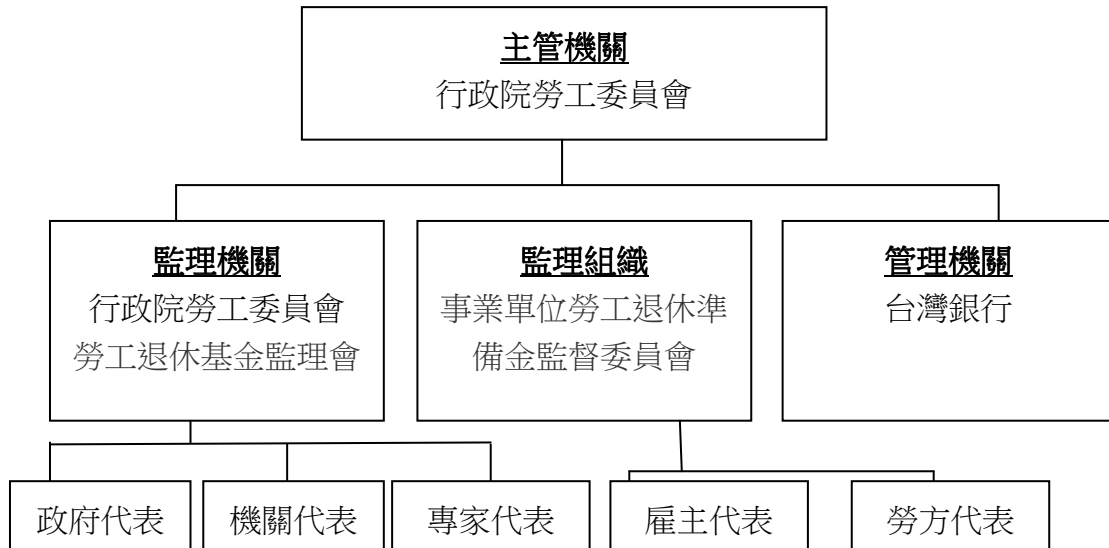 主管機關
行政院勞工委員會
監理機關
行政院勞工委員會
勞工退休基金監理會
監理組織
事業單位勞工退休準
備金監督委員會
管理機關
台灣銀行
政府代表
機關代表
專家代表
雇主代表
勞方代表